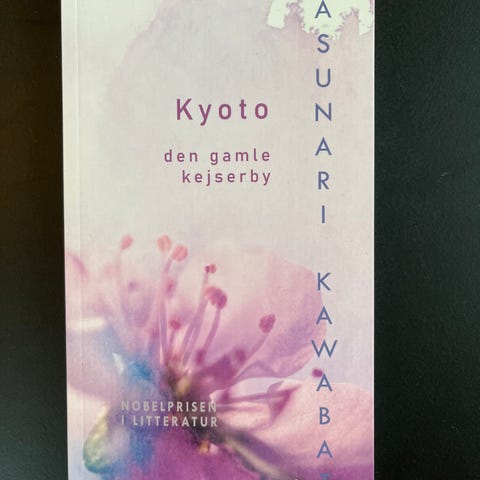 Kyoto
den gamle
kejserby
ASUNARI KAWABA
NOBELPRISEN
I LITTERATUR